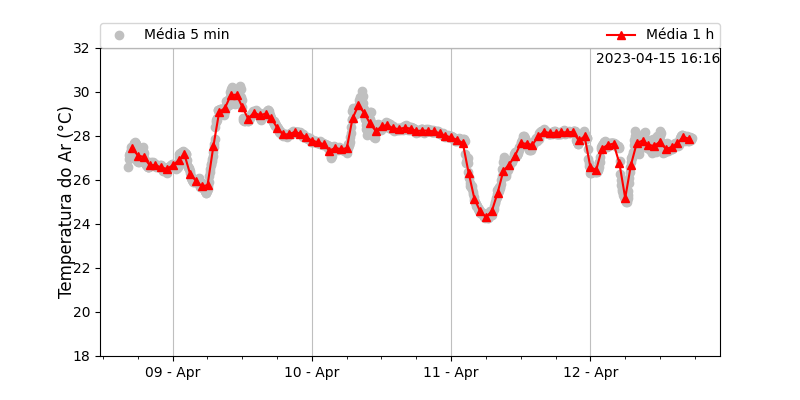 Média 5 min
Média 1 h
2023-04-15 16:16
Temperatura do Ar (°C)
32
30
28
26
24
22
20
18
09 - Apr
10 - Apr
11 - Apr
12 - Apr